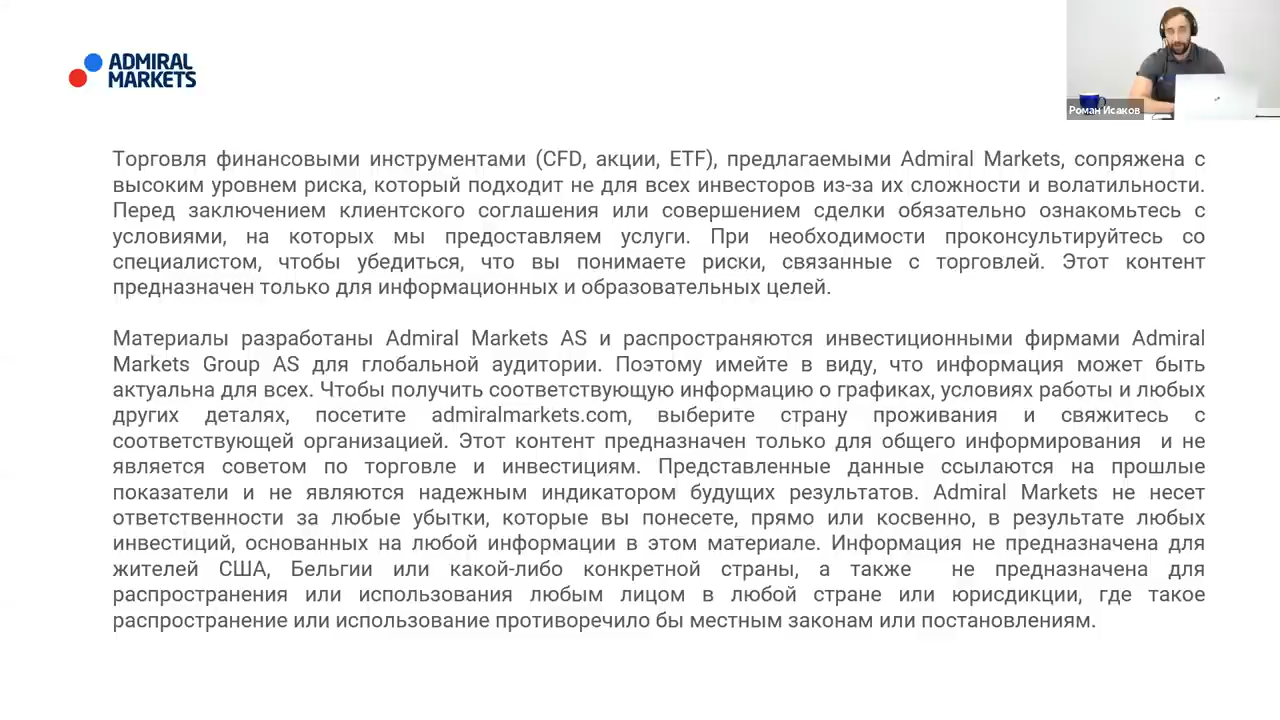 ADMIRAL
MARKETS
Роман Исаков
Торговля финансовыми инструментами (CFD, акции, ETF), предлагаемыми Admiral Markets, сопряжена с
высоким уровнем риска, который подходит не для всех инвесторов из-за их сложности и волатильности.
Перед заключением клиентского соглашения или совершением сделки обязательно ознакомьтесь с
условиями, на которых мы предоставляем услуги. При необходимости проконсультируйтесь со
специалистом, чтобы убедиться, что вы понимаете риски, связанные с торговлей. Этот контент
предназначен только для информационных и образовательных целей.
Материалы разработаны Admiral Markets AS и распространяются инвестиционными фирмами Admiral
Markets Group AS для глобальной аудитории. Поэтому имейте в виду, что информация может быть
актуальна для всех. Чтобы получить соответствующую информацию о графиках, условиях работы и любых
других деталях, посетите admiralmarkets.com, выберите страну проживания и свяжитесь с
соответствующей организацией. Этот контент предназначен только для общего информирования и не
является советом по торговле и инвестициям. Представленные данные ссылаются на прошлые
показатели и не являются надежным индикатором будущих результатов. Admiral Markets не несет
ответственности за любые убытки, которые вы понесете, прямо или косвенно, в результате любых
инвестиций, основанных на любой информации в этом материале. Информация не предназначена для
жителей США, Бельгии или какой-либо конкретной страны, а также не предназначена для
распространения или использования любым лицом в любой стране или юрисдикции, где такое
распространение или использование противоречило бы местным законам или постановлениям.